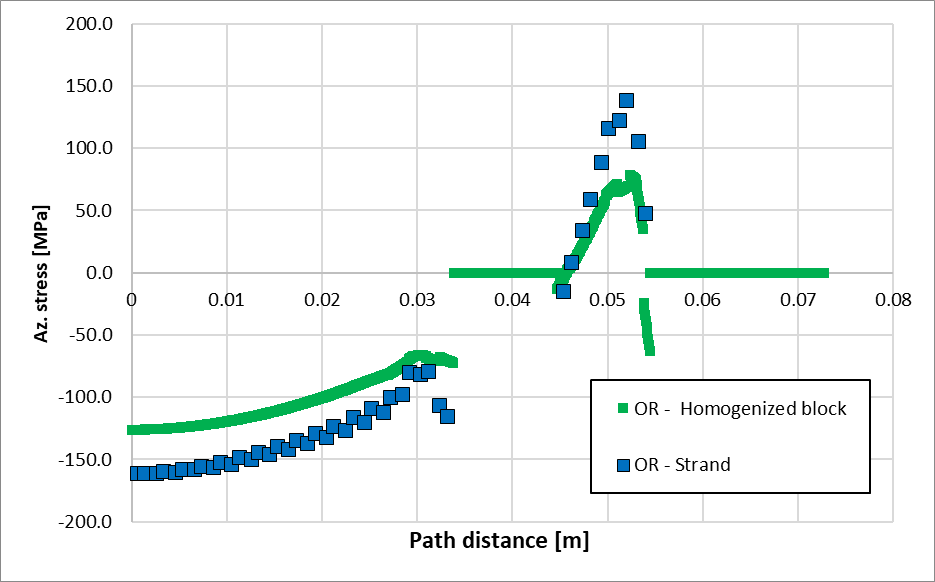 200.0
150.0
100.0
50.0
0.0
-50.0
-100.0
-150.0
-200.0
Az. stress [MPa]
0 0.01 0.02 0.03 0.04 0.05 0.06 0.07 0.08
OR -  Homogenized block
OR - Strand
Path distance [m]